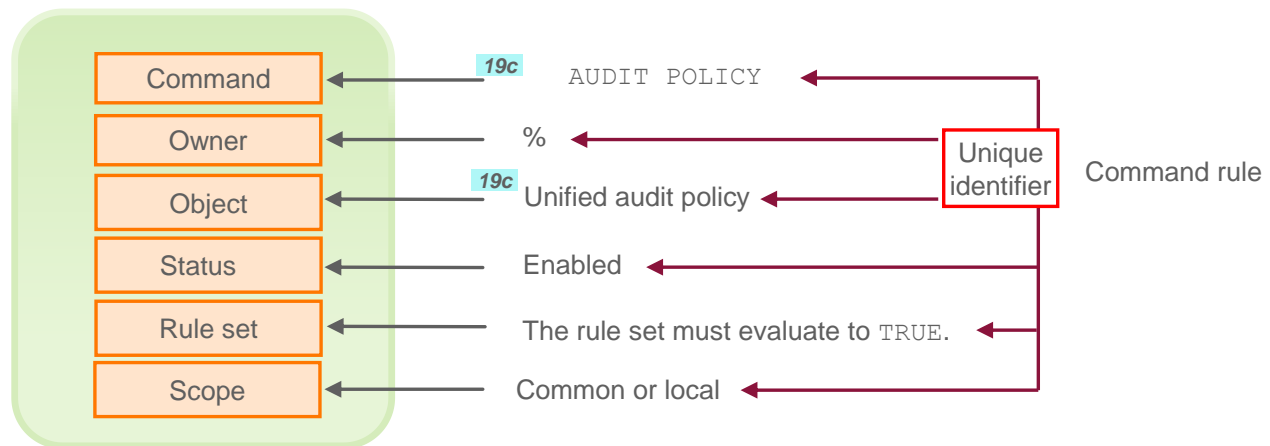 Command
19c
AUDIT POLICY
Owner
%
Unique
identifier
Command rule
Object
19c
Unified audit policy
Status
Enabled
Rule set
The rule set must evaluate to TRUE.
Scope
Common or local